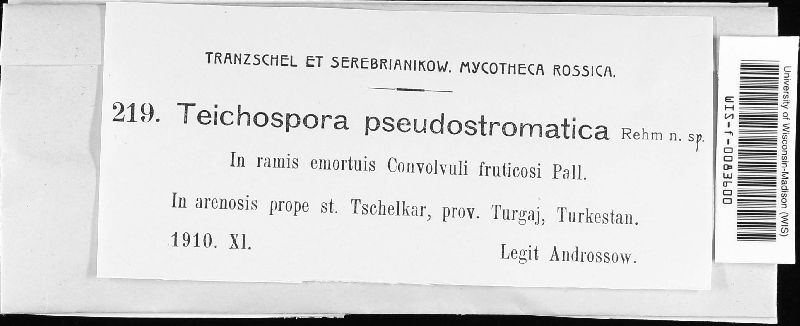 TRANZSCHEL ET SEREBRIANIKOW. MYCOTHECA ROSSICA.
219. Teichospora pseudostromatica Rehm n. sp.
In ramis emortuis Convolvuli fruticosi Pall.
In arenosis prope st. Tschelkar, prov. Turgaj, Turkestan.
1910. XI.
Legit Androssow.
University of Wisconsin-Madison (WIS)
WIS-f-0083900